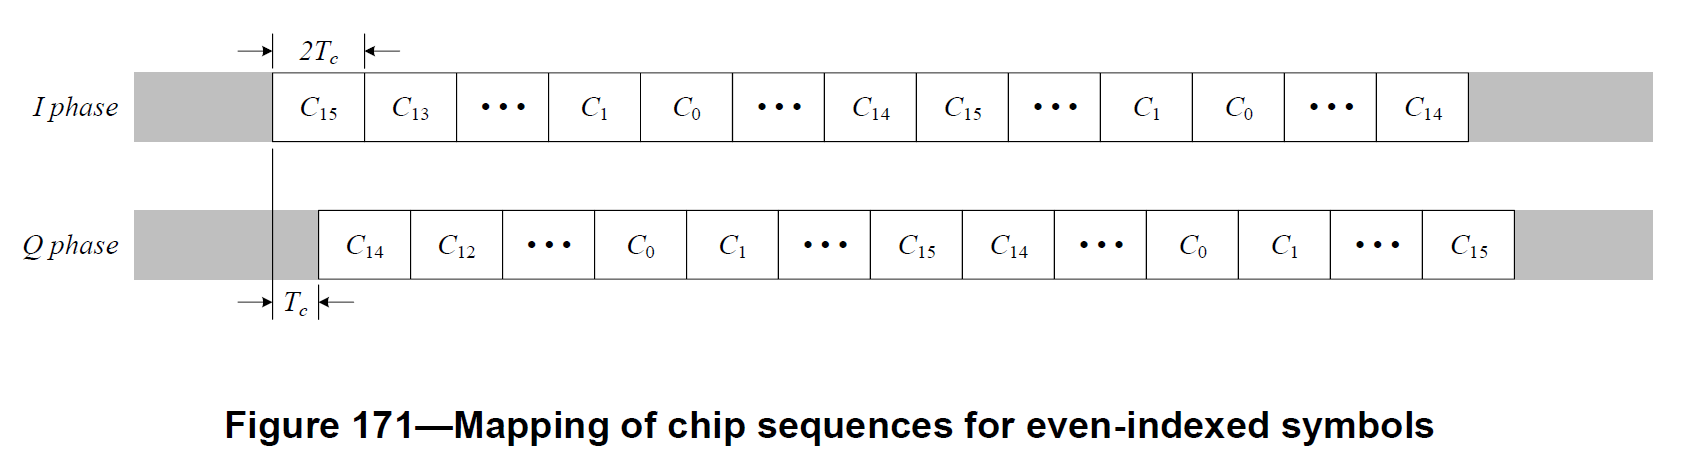 2Tc
I phase C15 C13 ••• C1 C0 ••• C14 C15 ••• C1 C0 ••• C14
Q phase C14 C12 ••• C0 C1 ••• C15 C14 ••• C0 C1 ••• C15
Tc
Figure 171—Mapping of chip sequences for even-indexed symbols